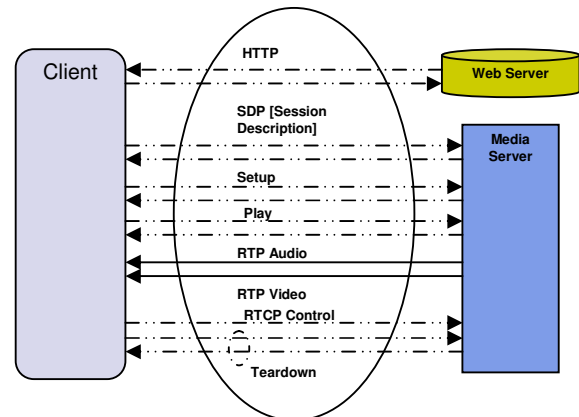 Client
HTTP
Web Server
SDP [Session
Description]
Media
Server
Setup
Play
RTP Audio
RTP Video
RTCP Control
Teardown